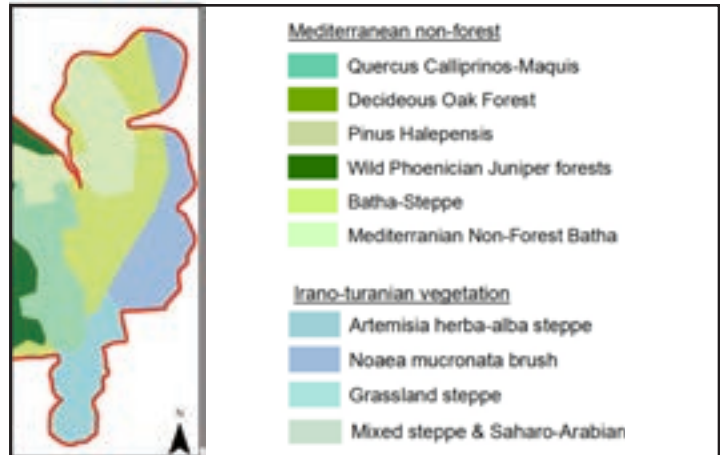 Mediterranean non-forest
Quercus Calliprinos-Maquis
Decideous Oak Forest
Pinus Halepensis
Wild Phoenician Juniper forests
Batha-Steppe
Mediterranian Non-Forest Batha
Irano-turanian vegetation
Artemisia herba-alba steppe
Noaea mucronata brush
Grassland steppe
Mixed steppe & Saharo-Arabian
N